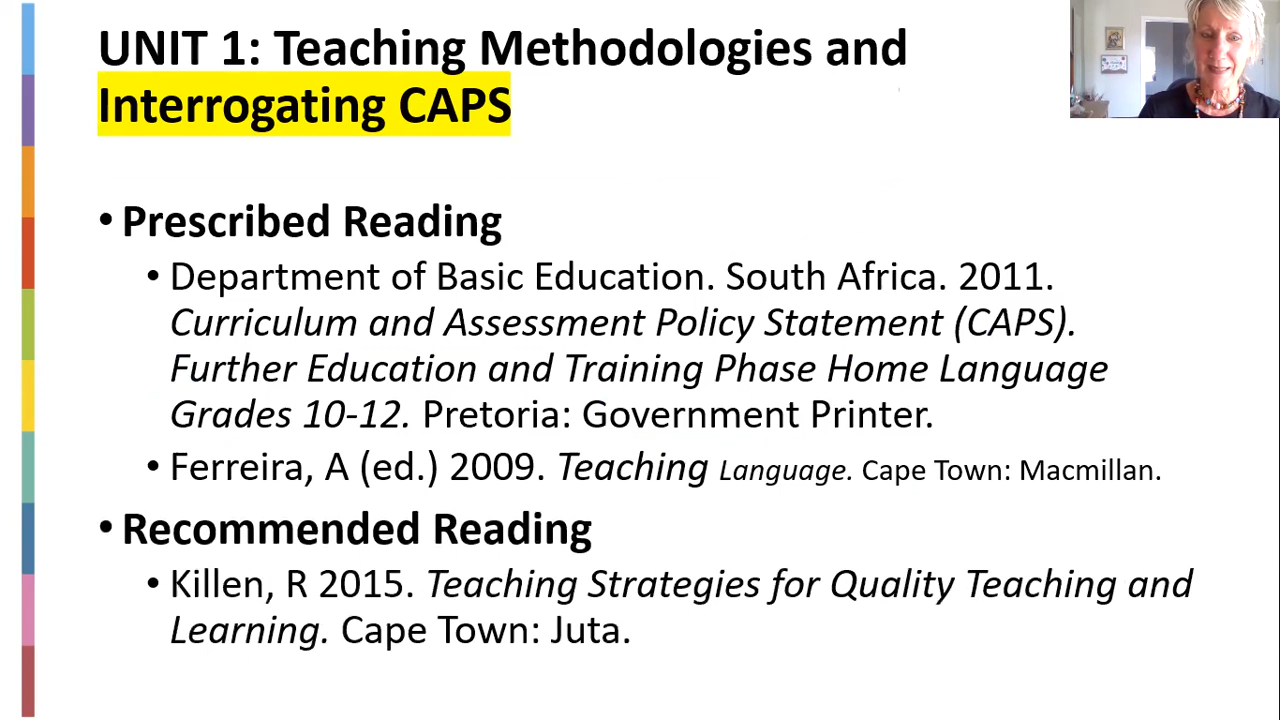 UNIT 1: Teaching Methodologies and
Interrogating CAPS
• Prescribed Reading
• Department of Basic Education. South Africa. 2011.
Curriculum and Assessment Policy Statement (CAPS).
Further Education and Training Phase Home Language
Grades 10-12. Pretoria: Government Printer.
• Ferreira, A (ed.) 2009. Teaching Language. Cape Town: Macmillan.
• Recommended Reading
• Killen, R 2015. Teaching Strategies for Quality Teaching and
Learning. Cape Town: Juta.